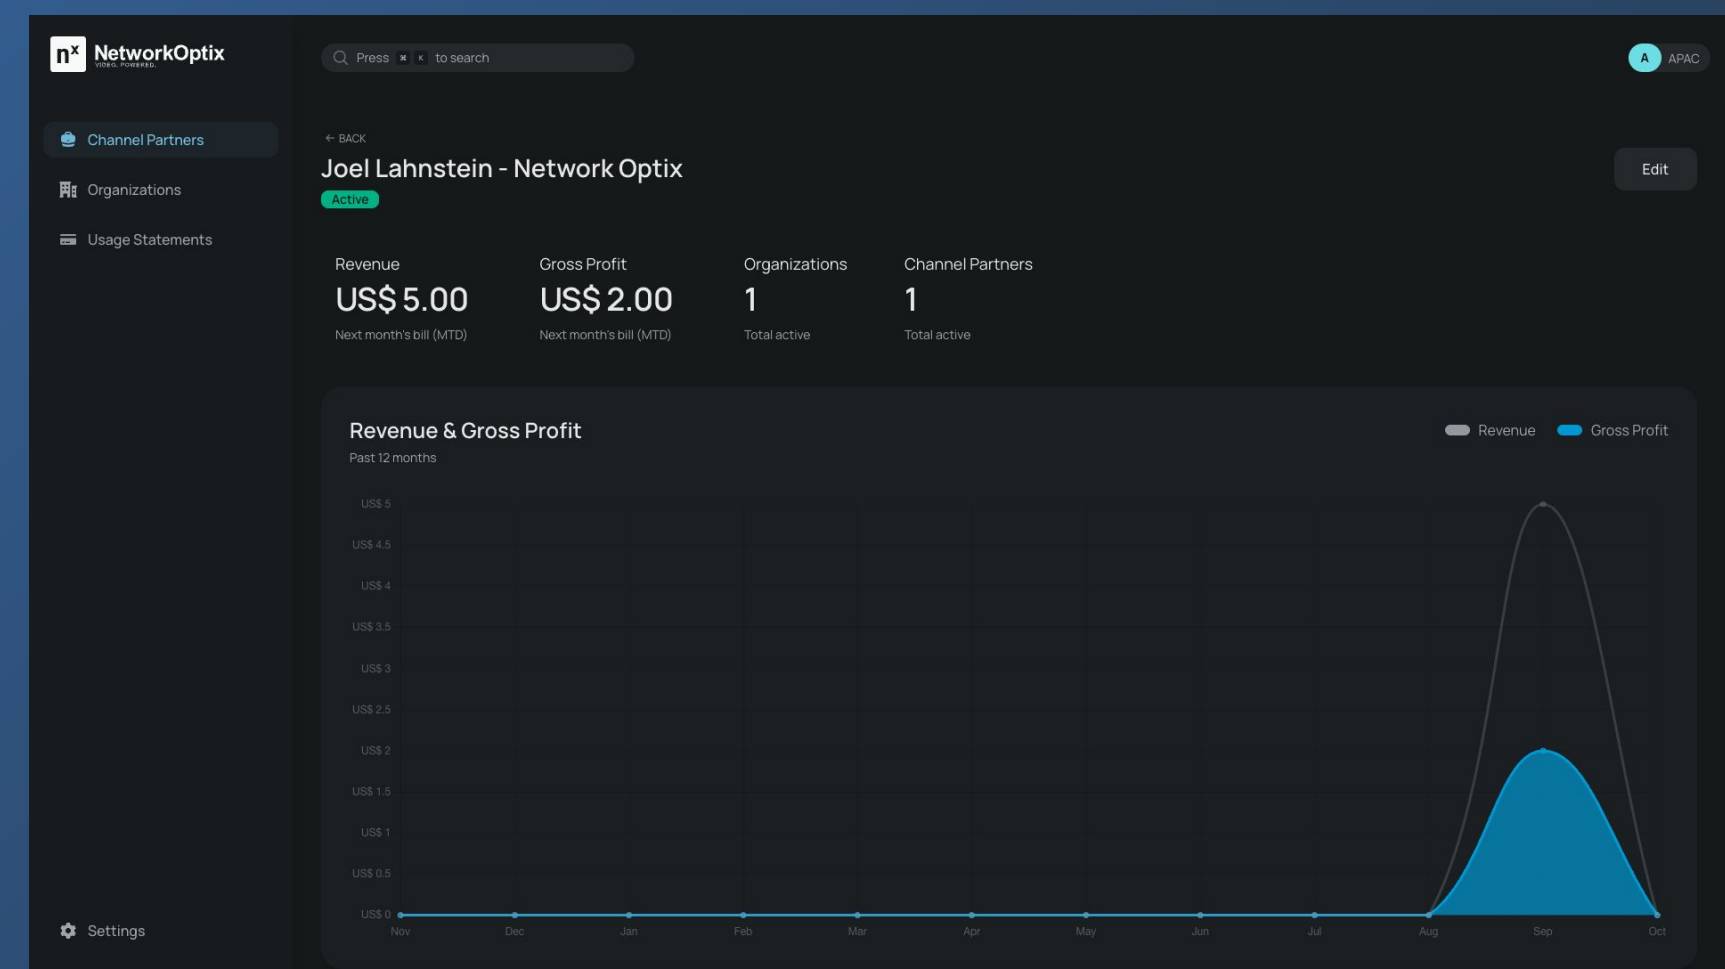 nx NetworkOptix
VIDEO. POWERED.
Press ⌘ K to search
A APAC
Channel Partners
Organizations
Usage Statements
Settings
← BACK
Joel Lahnstein - Network Optix
Active
Edit
Revenue
US$ 5.00
Next month's bill (MTD)
Gross Profit
US$ 2.00
Next month's bill (MTD)
Organizations
1
Total active
Channel Partners
1
Total active
Revenue & Gross Profit
Past 12 months
Revenue
Gross Profit
US$ 5
US$ 4.5
US$ 4
US$ 3.5
US$ 3
US$ 2.5
US$ 2
US$ 1.5
US$ 1
US$ 0.5
US$ 0
Nov Dec Jan Feb Mar Apr May Jun Jul Aug Sep Oct